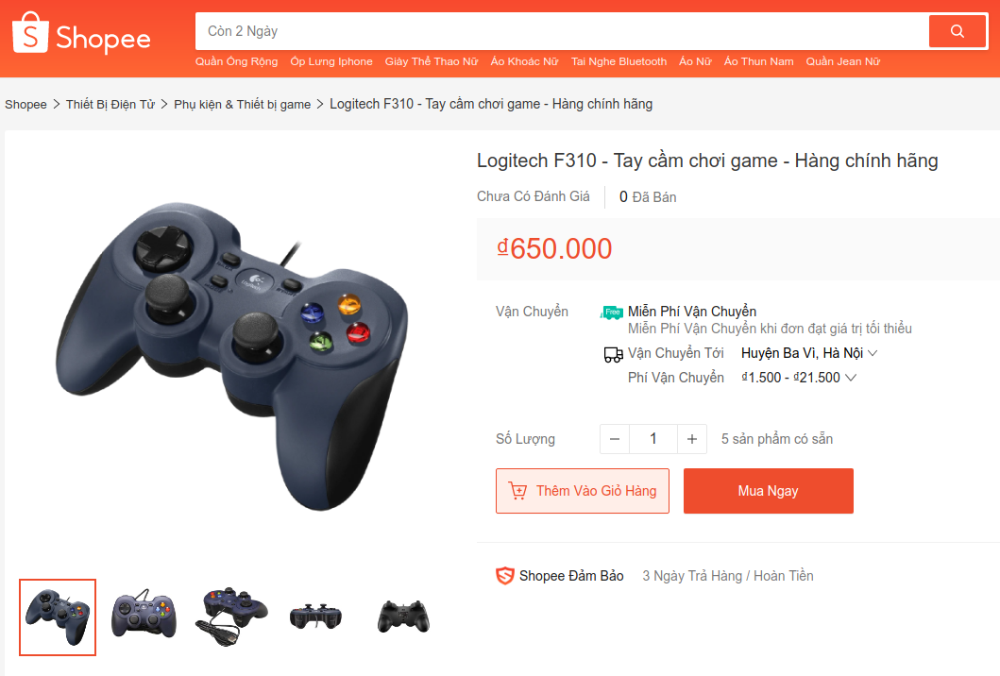 Shopee
Còn 2 Ngày
Quần Ống Rộng Ốp Lưng Iphone Giày Thể Thao Nữ Áo Khoác Nữ Tai Nghe Bluetooth Áo Nữ Áo Thun Nam Quần Jean Nữ
Shopee > Thiết Bị Điện Tử > Phụ kiện & Thiết bị game > Logitech F310 - Tay cầm chơi game - Hàng chính hãng
Logitech F310 - Tay cầm chơi game - Hàng chính hãng
Chưa Có Đánh Giá 0 Đã Bán
₫650.000
Vận Chuyển Free Miễn Phí Vận Chuyển
Miễn Phí Vận Chuyển khi đơn đạt giá trị tối thiểu
Vận Chuyển Tới Huyện Ba Vì, Hà Nội
Phí Vận Chuyển ₫1.500 - ₫21.500
Số Lượng − 1 + 5 sản phẩm có sẵn
Thêm Vào Giỏ Hàng Mua Ngay
Shopee Đảm Bảo 3 Ngày Trả Hàng / Hoàn Tiền
Logitech